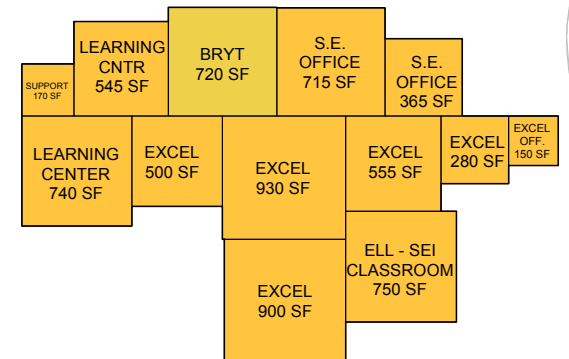 SUPPORT
170 SF
LEARNING
CNTR
545 SF
BRYT
720 SF
S.E.
OFFICE
715 SF
S.E.
OFFICE
365 SF
LEARNING
CENTER
740 SF
EXCEL
500 SF
EXCEL
930 SF
EXCEL
555 SF
EXCEL
280 SF
EXCEL
OFF.
150 SF
EXCEL
900 SF
ELL - SEI
CLASSROOM
750 SF